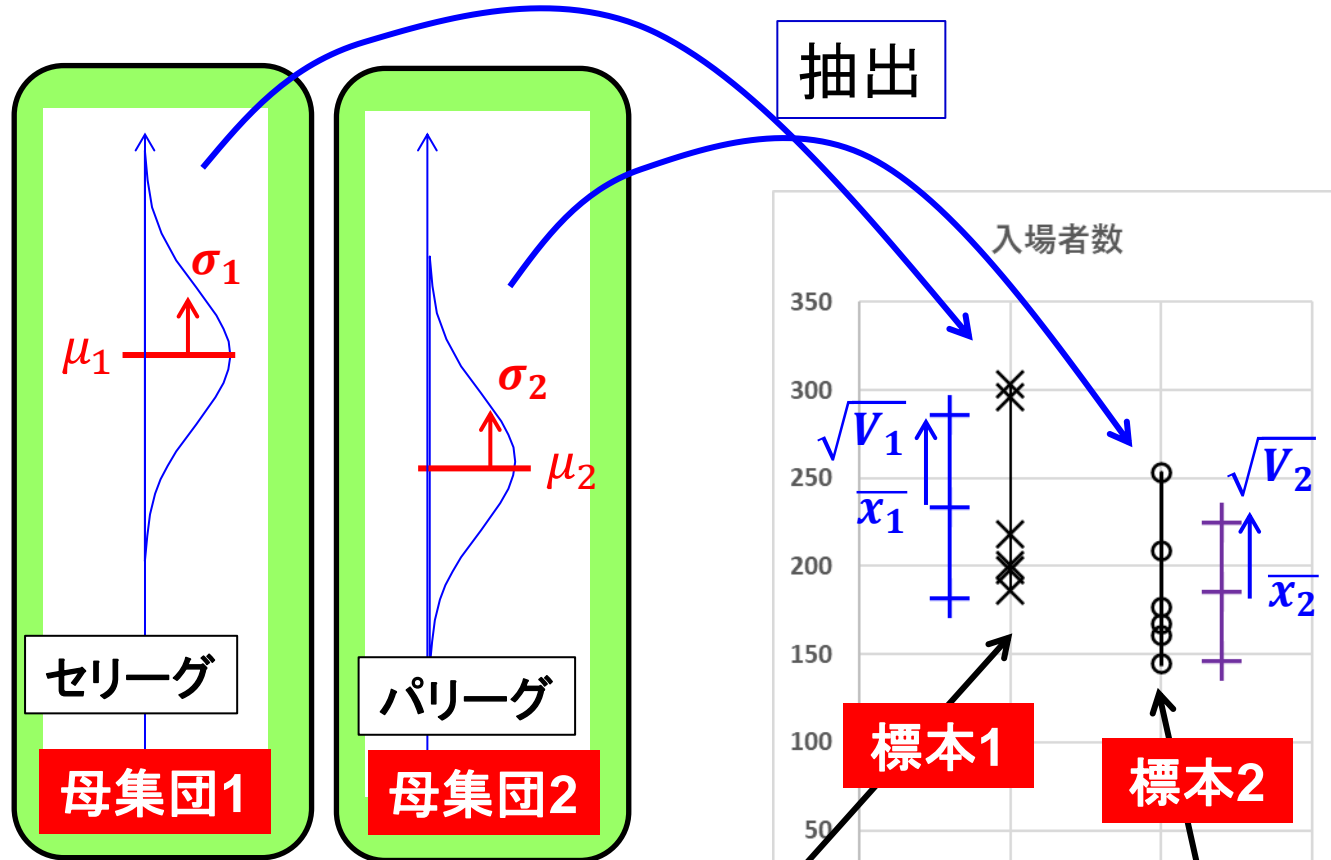 抽出
σ₁
μ₁
セリーグ
母集団1
σ₂
μ₂
パリーグ
母集団2
入場者数
350
300
250
200
150
100
50
√V₁
x̄₁
√V₂
x̄₂
標本1
標本2